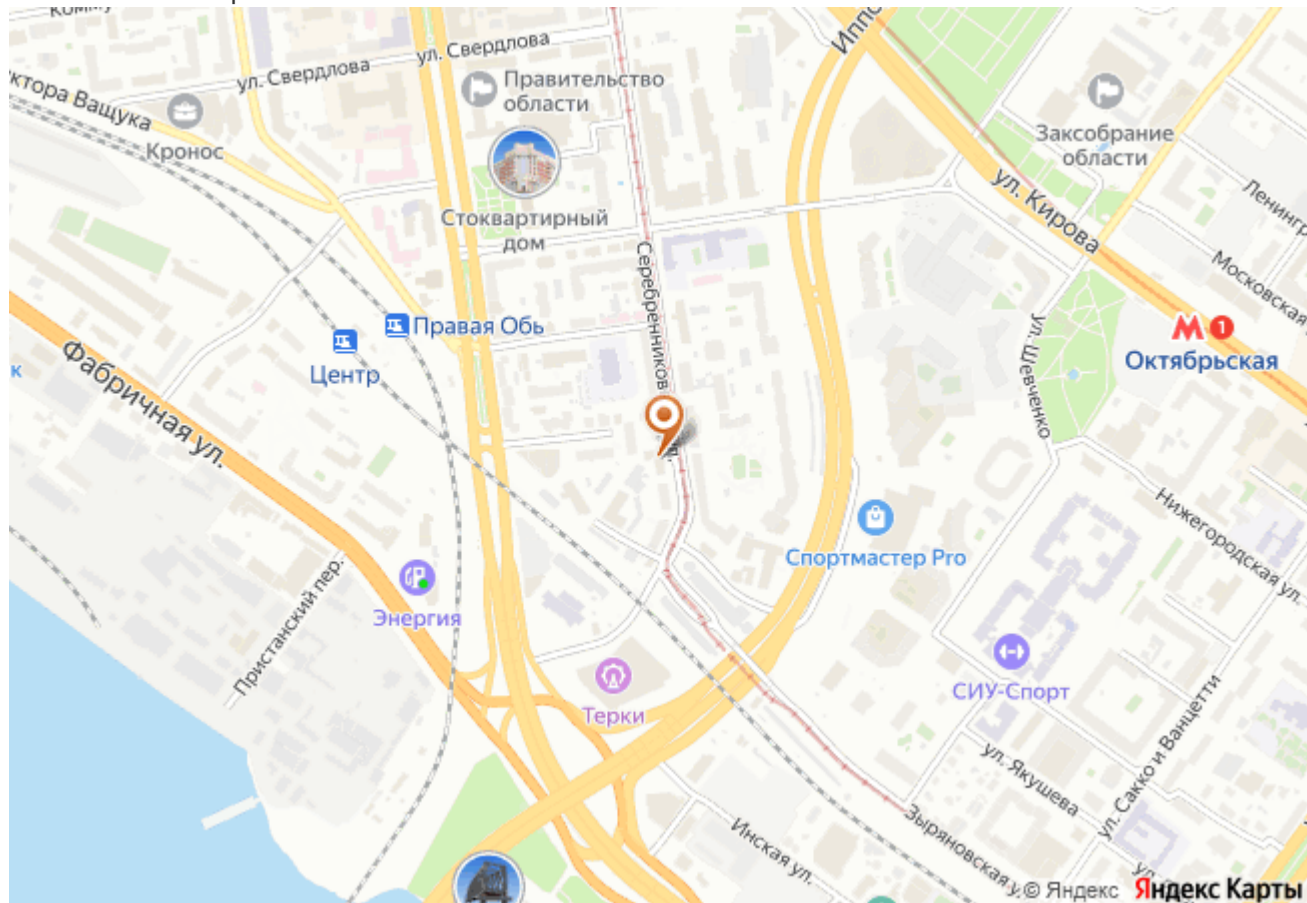 ул. Свердлова
ул. Свердлова
Правительство
области
ктора Ващука
Кронос
Заксобрание
области
Стоквартирный
дом
ул. Кирова
Ленингр
Московская
Серебренников
Правая Обь
Центр
ул. Шевченко
М 1
Октябрьская
Фабричная ул.
к
Нижегородская ул.
Спортмастер Pro
Пристанский пер.
Энергия
СИУ-Спорт
Терки
ул. Якушева
ул. Сакко и Ванцетти
Инская ул.
Зыряновская
© Яндекс Яндекс Карты